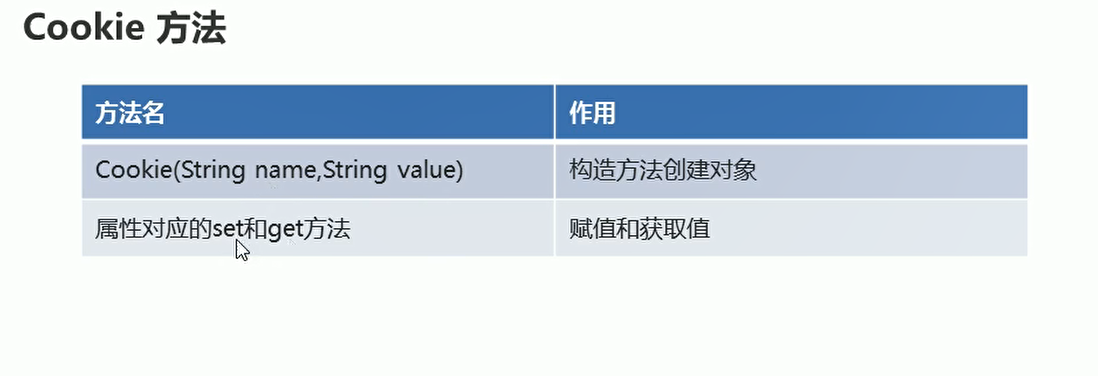 Cookie 方法
方法名 作用
Cookie(String name,String value) 构造方法创建对象
属性对应的set和get方法 赋值和获取值